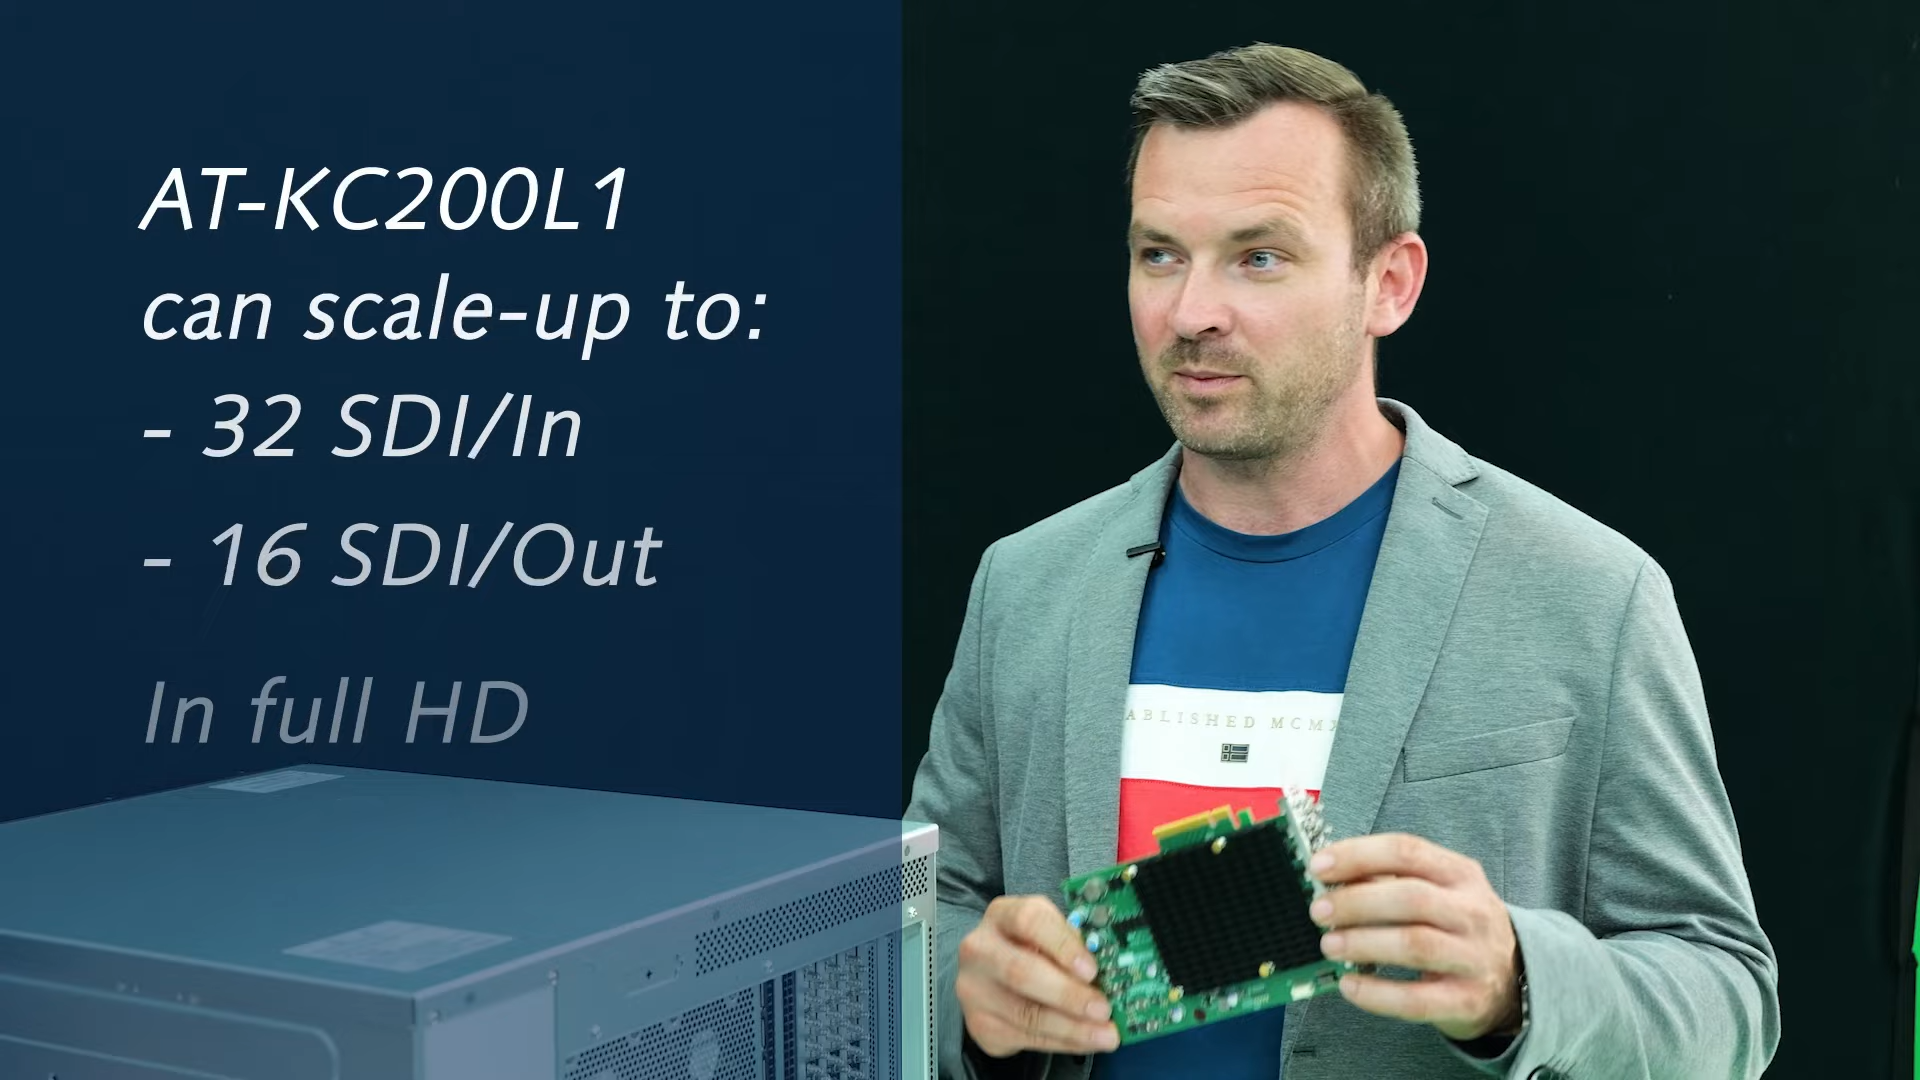 AT-KC200L1
can scale-up to:
- 32 SDI/In
- 16 SDI/Out
In full HD
ABLISHED MCMX